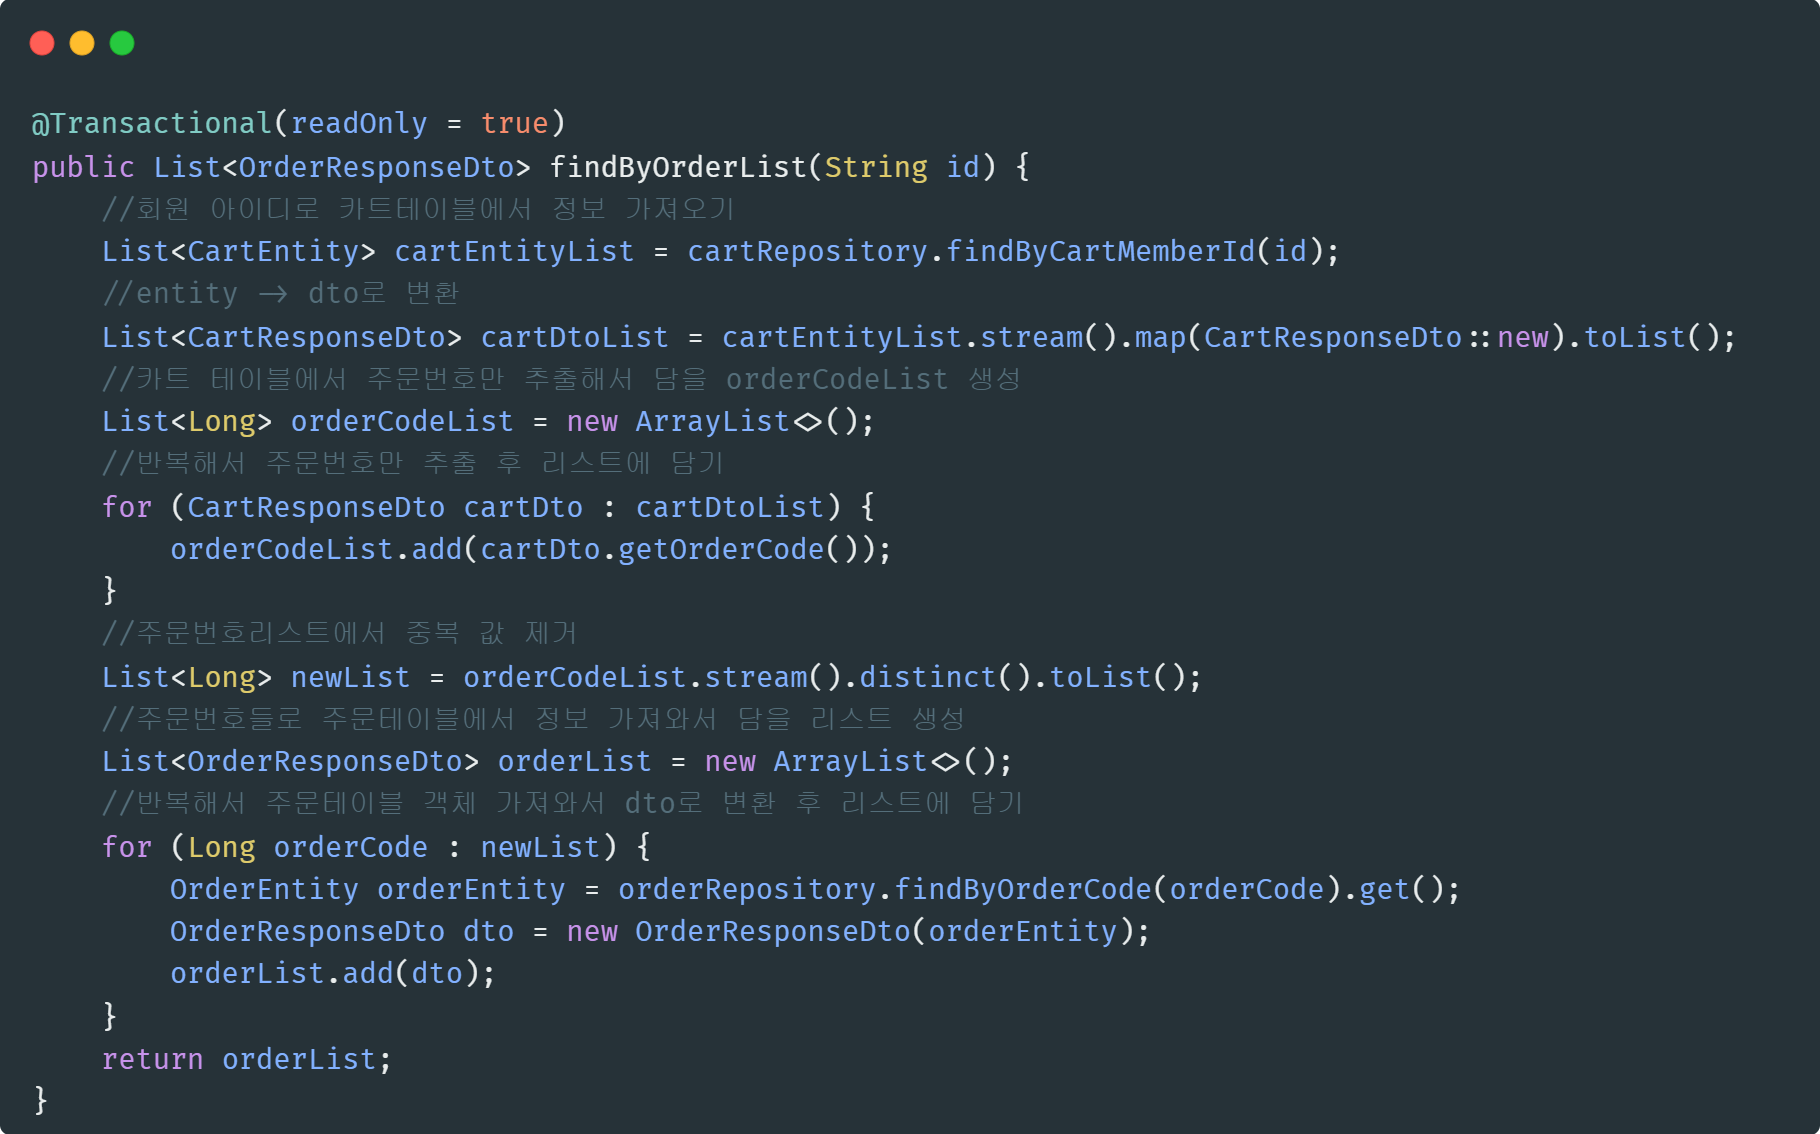 @Transactional(readOnly = true)
public List<OrderResponseDto> findByOrderList(String id) {
    //회원 아이디로 카트테이블에서 정보 가져오기
    List<CartEntity> cartEntityList = cartRepository.findByCartMemberId(id);
    //entity -> dto로 변환
    List<CartResponseDto> cartDtoList = cartEntityList.stream().map(CartResponseDto::new).toList();
    //카트 테이블에서 주문번호만 추출해서 담을 orderCodeList 생성
    List<Long> orderCodeList = new ArrayList<>();
    //반복해서 주문번호만 추출 후 리스트에 담기
    for (CartResponseDto cartDto : cartDtoList) {
        orderCodeList.add(cartDto.getOrderCode());
    }
    //주문번호리스트에서 중복 값 제거
    List<Long> newList = orderCodeList.stream().distinct().toList();
    //주문번호들로 주문테이블에서 정보 가져와서 담을 리스트 생성
    List<OrderResponseDto> orderList = new ArrayList<>();
    //반복해서 주문테이블 객체 가져와서 dto로 변환 후 리스트에 담기
    for (Long orderCode : newList) {
        OrderEntity orderEntity = orderRepository.findByOrderCode(orderCode).get();
        OrderResponseDto dto = new OrderResponseDto(orderEntity);
        orderList.add(dto);
    }
    return orderList;
}